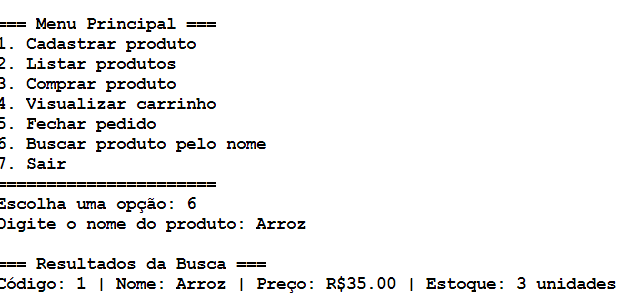 === Menu Principal ===
1. Cadastrar produto
2. Listar produtos
3. Comprar produto
4. Visualizar carrinho
5. Fechar pedido
6. Buscar produto pelo nome
7. Sair
======================
Escolha uma opção: 6
Digite o nome do produto: Arroz
=== Resultados da Busca ===
Código: 1 | Nome: Arroz | Preço: R$35.00 | Estoque: 3 unidades